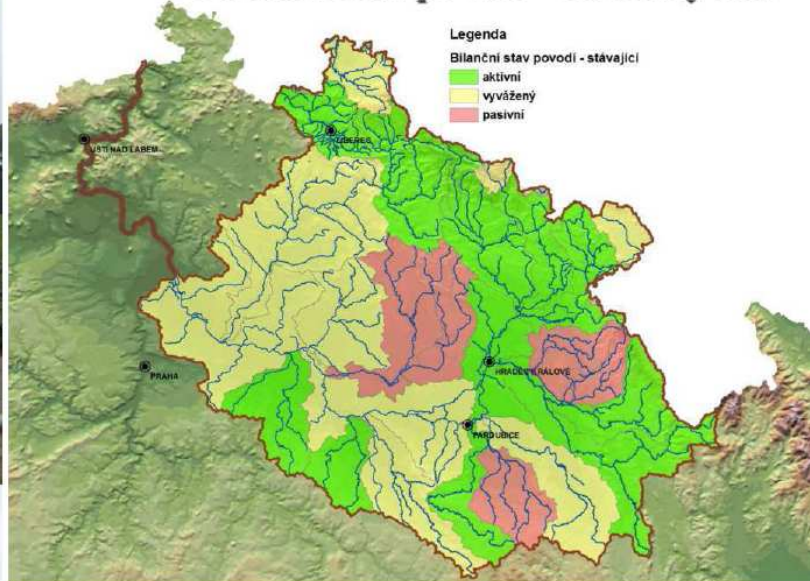 Legenda
Bilanční stav povodí - stávající
aktivní
vyvážený
pasivní
LIBEREC
ÚSTÍ NAD LABEM
PRAHA
HRADEC KRÁLOVÉ
PARDUBICE